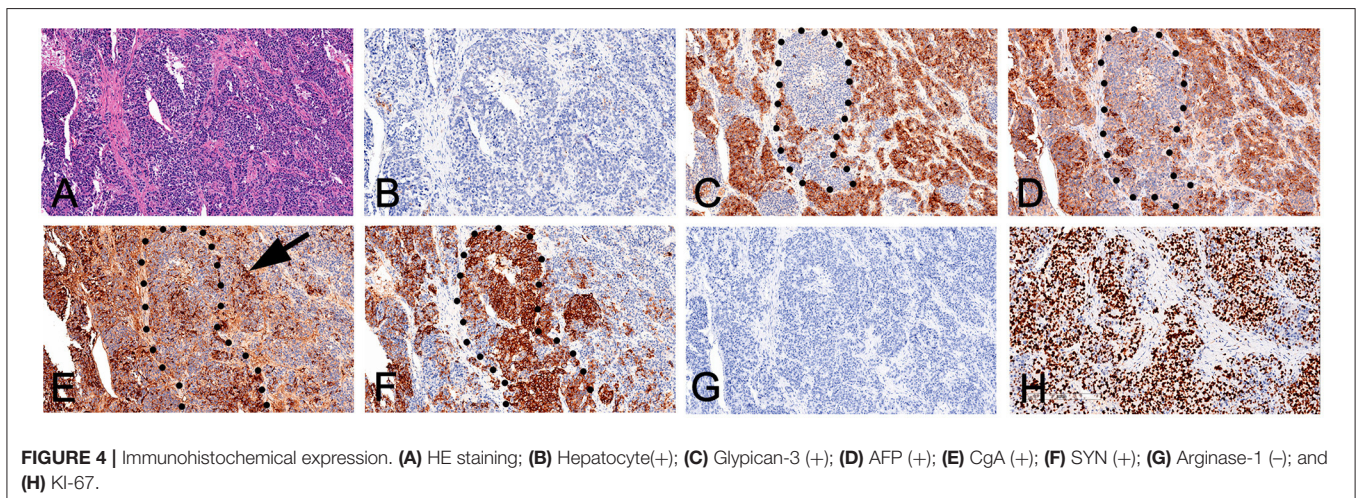 A
B
C
D
E
F
G
H
FIGURE 4 | Immunohistochemical expression. (A) HE staining; (B) Hepatocyte(+); (C) Glypican-3 (+); (D) AFP (+); (E) CgA (+); (F) SYN (+); (G) Arginase-1 (–); and
(H) KI-67.